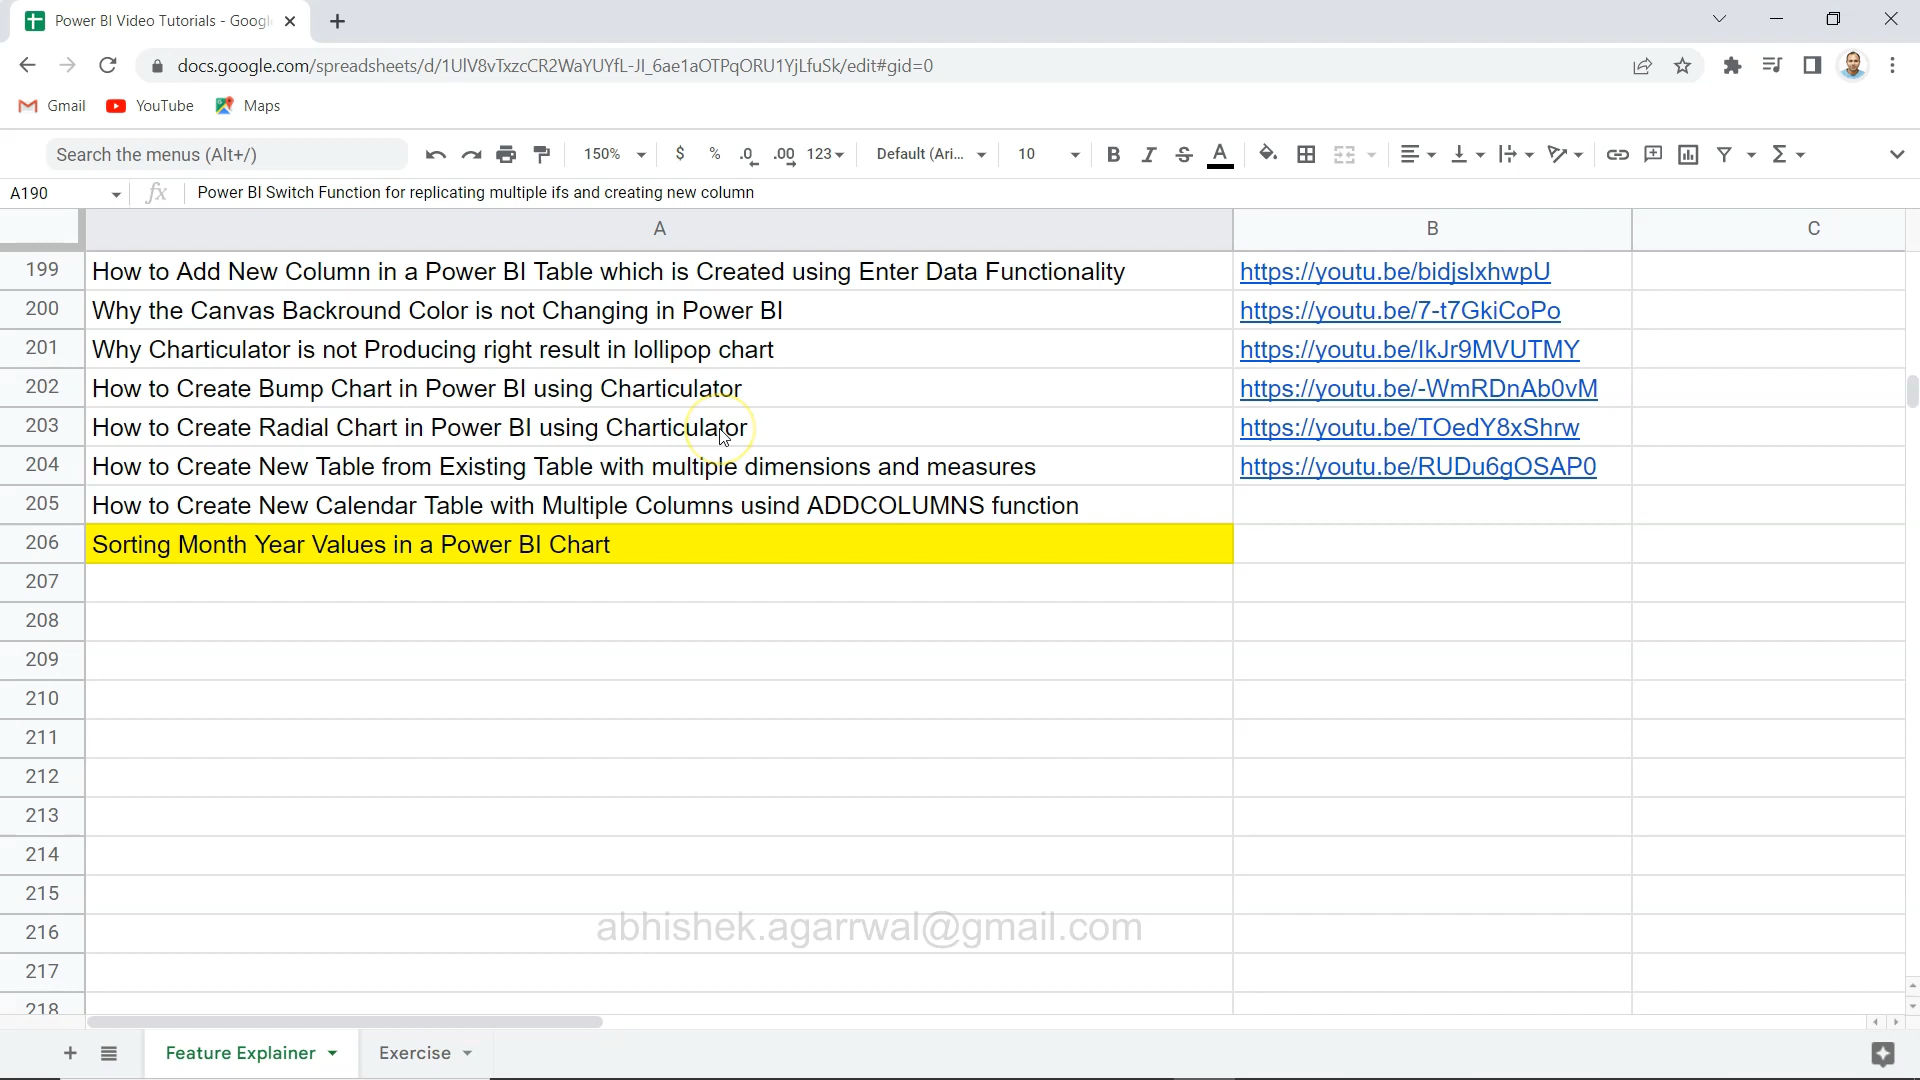 Power BI Video Tutorials - Googl
docs.google.com/spreadsheets/d/1UlV8vTxzcCR2WaYUYfL-JI_6ae1aOTPqORU1YjLfuSk/edit#gid=0
Gmail YouTube Maps
Search the menus (Alt+/) 150% $ % .0 .00 123 Default (Ari... 10 B I S A
A190 fx Power BI Switch Function for replicating multiple ifs and creating new column
A B C
199 How to Add New Column in a Power BI Table which is Created using Enter Data Functionality https://youtu.be/bidjslxhwpU
200 Why the Canvas Backround Color is not Changing in Power BI https://youtu.be/7-t7GkiCoPo
201 Why Charticulator is not Producing right result in lollipop chart https://youtu.be/lkJr9MVUTMY
202 How to Create Bump Chart in Power BI using Charticulator https://youtu.be/-WmRDnAb0vM
203 How to Create Radial Chart in Power BI using Charticulator https://youtu.be/TOedY8xShrw
204 How to Create New Table from Existing Table with multiple dimensions and measures https://youtu.be/RUDu6gOSAP0
205 How to Create New Calendar Table with Multiple Columns usind ADDCOLUMNS function
206 Sorting Month Year Values in a Power BI Chart
207
208
209
210
211
212
213
214
215
216 abhishek.agarrwal@gmail.com
217
218
Feature Explainer Exercise